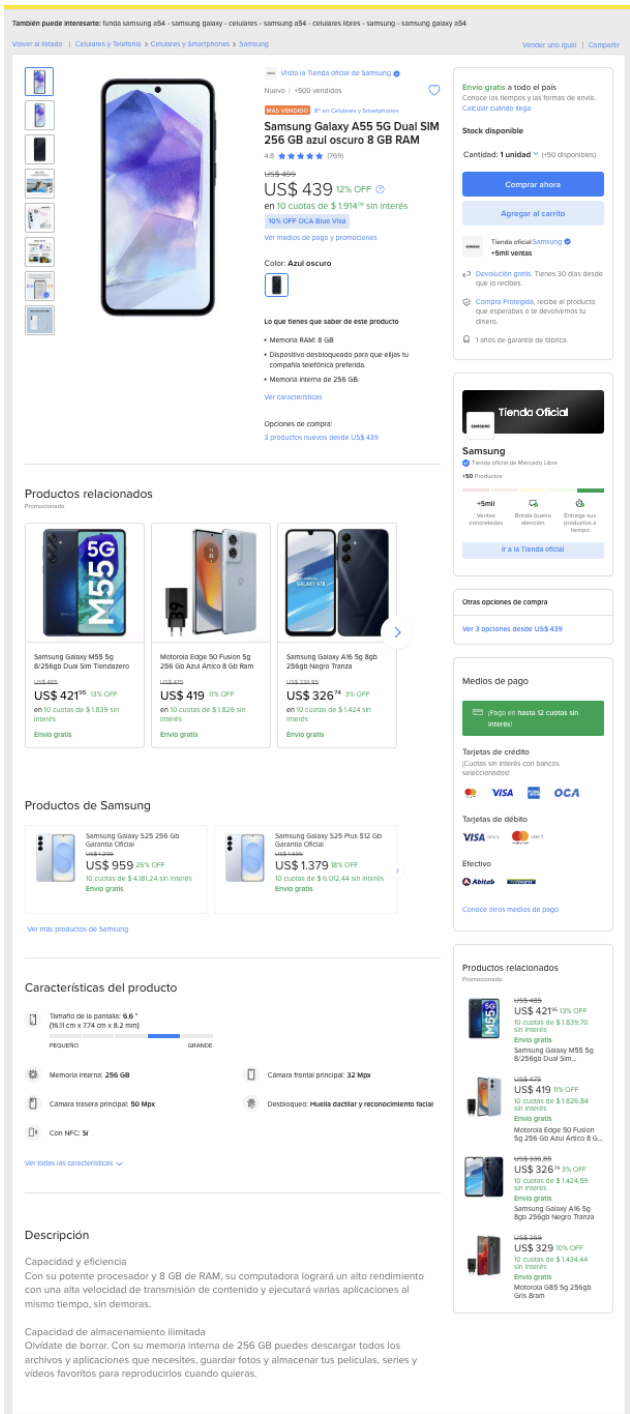 También puede interesarte: funda samsung a54 - samsung galaxy - celulares - samsung a54 - celulares libres - samsung - samsung galaxy a54
Volver al listado | Celulares y Telefonía > Celulares y Smartphones > Samsung
Vender uno igual | Compartir
Visita la Tienda oficial de Samsung
Nuevo | +500 vendidos
MÁS VENDIDO 8º en Celulares y Smartphones
Samsung Galaxy A55 5G Dual SIM
256 GB azul oscuro 8 GB RAM
4.8 (769)
US$ 499
US$ 439 12% OFF
en 10 cuotas de $ 1.914 sin interés
10% OFF OCA Blue Visa
Ver medios de pago y promociones
Color: Azul oscuro
Lo que tienes que saber de este producto
• Memoria RAM: 8 GB
• Dispositivo desbloqueado para que elijas tu
compañía telefónica preferida.
• Memoria interna de 256 GB.
Ver características
Opciones de compra:
3 productos nuevos desde US$ 439
Envío gratis a todo el país
Conoce los tiempos y las formas de envío.
Calcular cuándo llega
Stock disponible
Cantidad: 1 unidad (+50 disponibles)
Comprar ahora
Agregar al carrito
Tienda oficial Samsung
+5mil ventas
Devolución gratis. Tienes 30 días desde
que lo recibes.
Compra Protegida, recibe el producto
que esperabas o te devolvemos tu
dinero.
1 años de garantía de fábrica.
Tienda Oficial
SAMSUNG
Samsung
Tienda oficial de Mercado Libre
+50 Productos
+5mil
Ventas
concretadas
Brinda buena
atención
Entrega sus
productos a
tiempo
Ir a la Tienda oficial
Otras opciones de compra
Ver 3 opciones desde US$ 439
Productos relacionados
Promocionado
5G
M55
Samsung Galaxy M55 5g
8/256gb Dual Sim Tiendazero
US$ 485
US$ 421 13% OFF
en 10 cuotas de $ 1.839 sin
interés
Envío gratis
Motorola Edge 50 Fusion 5g
256 Gb Azul Ártico 8 Gb Ram
US$ 475
US$ 419 11% OFF
en 10 cuotas de $ 1.826 sin
interés
Envío gratis
Samsung Galaxy A16 5g 8gb
256gb Negro Tranza
US$ 336,85
US$ 326⁷⁴ 3% OFF
en 10 cuotas de $ 1.424 sin
interés
Envío gratis
Medios de pago
¡Paga en hasta 12 cuotas sin
interés!
Tarjetas de crédito
¡Cuotas sin interés con bancos
seleccionados!
VISA
OCA
Tarjetas de débito
VISA
Efectivo
Abitab
Conoce otros medios de pago
Productos de Samsung
Samsung Galaxy S25 256 Gb
Garantia Oficial
US$ 959 26% OFF
10 cuotas de $ 4.181,24 sin interés
Envío gratis
Samsung Galaxy S25 Plus 512 Gb
Garantia Oficial
US$ 1.379 18% OFF
10 cuotas de $ 6.012,44 sin interés
Envío gratis
Ver más productos de Samsung
Características del producto
Tamaño de la pantalla: 6.6 "
(16.11 cm x 7.74 cm x 8.2 mm)
PEQUEÑO
GRANDE
Memoria interna: 256 GB
Cámara frontal principal: 32 Mpx
Cámara trasera principal: 50 Mpx
Desbloqueo: Huella dactilar y reconocimiento facial
Con NFC: Sí
Ver todas las características
Productos relacionados
Promocionado
US$ 485
US$ 421 13% OFF
10 cuotas de $ 1.839,70
sin interés
Envío gratis
Samsung Galaxy M55 5g
8/256gb Dual Sim...
US$ 475
US$ 419 11% OFF
10 cuotas de $ 1.826,84
sin interés
Envío gratis
Motorola Edge 50 Fusion
5g 256 Gb Azul Ártico 8 G...
US$ 336,85
US$ 326⁷⁴ 3% OFF
10 cuotas de $ 1.424,59
sin interés
Envío gratis
Samsung Galaxy A16 5g
8gb 256gb Negro Tranza
US$ 369
US$ 329 10% OFF
10 cuotas de $ 1.434,44
sin interés
Envío gratis
Motorola G85 5g 256gb
Gris 8ram
Descripción
Capacidad y eficiencia
Con su potente procesador y 8 GB de RAM, su computadora logrará un alto rendimiento
con una alta velocidad de transmisión de contenido y ejecutará varias aplicaciones al
mismo tiempo, sin demoras.
Capacidad de almacenamiento ilimitada
Olvídate de borrar. Con su memoria interna de 256 GB puedes descargar todos los
archivos y aplicaciones que necesites, guardar fotos y almacenar tus películas, series y
vídeos favoritos para reproducirlos cuando quieras.